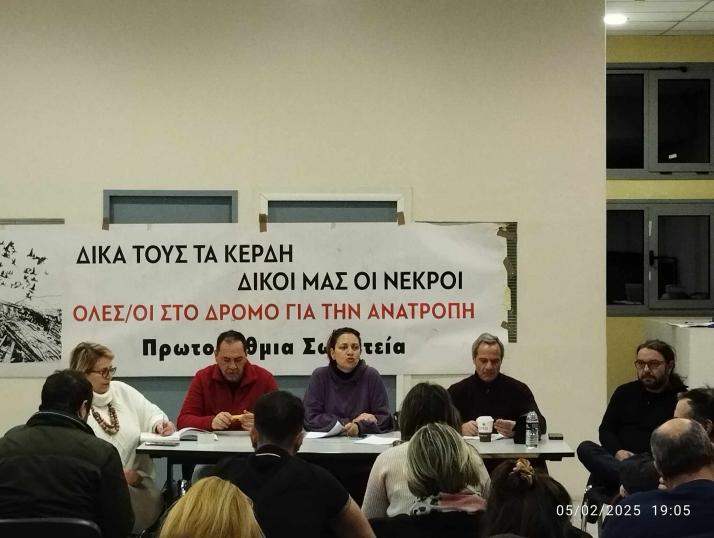 ΔΙΚΑ ΤΟΥΣ ΤΑ ΚΕΡΔΗ
ΔΙΚΟΙ ΜΑΣ ΟΙ ΝΕΚΡΟΙ
ΟΛΕΣ/ΟΙ ΣΤΟ ΔΡΟΜΟ ΓΙΑ ΤΗΝ ΑΝΑΤΡΟΠΗ
05/02/2025 19:05